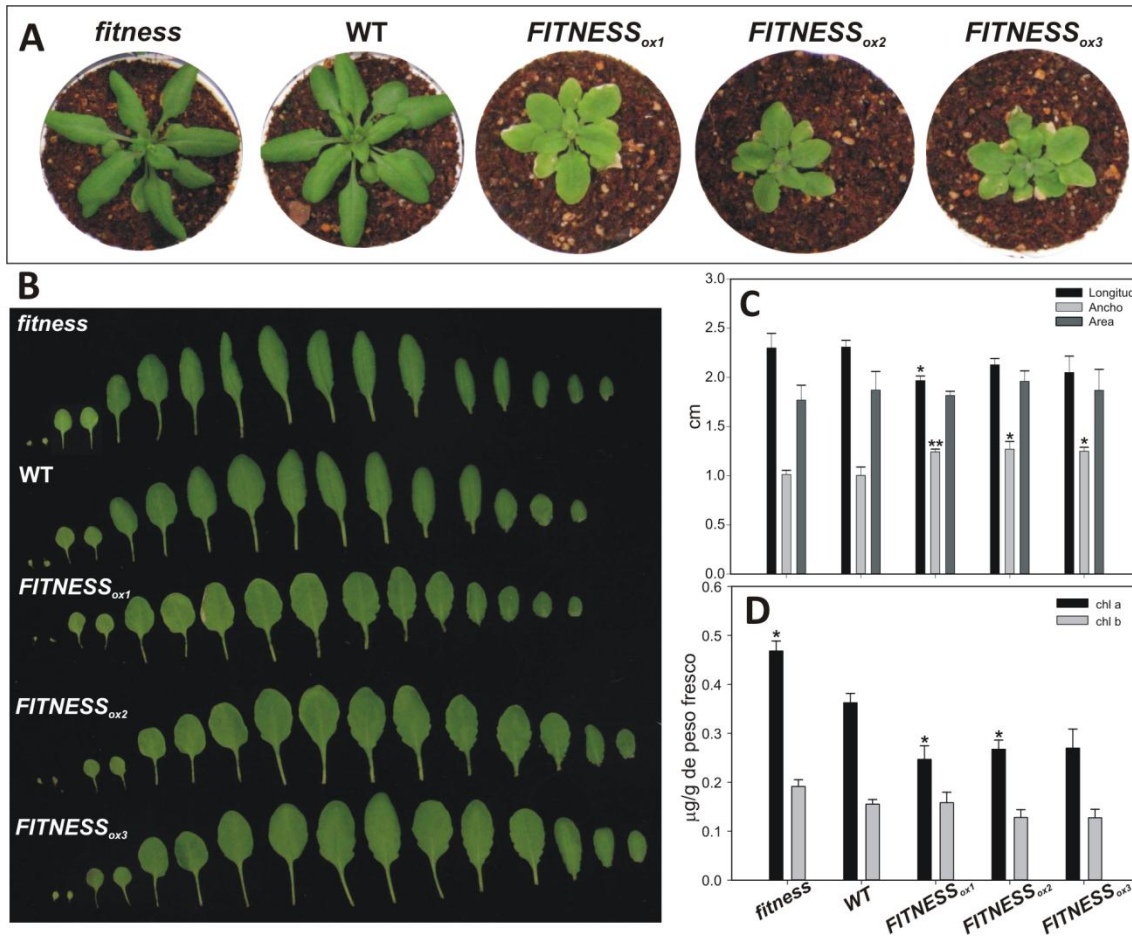 A
fitness
WT
FITNESSox1
FITNESSox2
FITNESSox3
B
fitness
WT
FITNESSox1
FITNESSox2
FITNESSox3
C
3.0
2.5
2.0
1.5
1.0
0.5
0.0
cm
Longitud
Ancho
Area
*
**
*
*
D
0.6
0.5
0.4
0.3
0.2
0.1
0.0
µg/g de peso fresco
chl a
chl b
*
*
*
fitness
WT
FITNESSox1
FITNESSox2
FITNESSox3